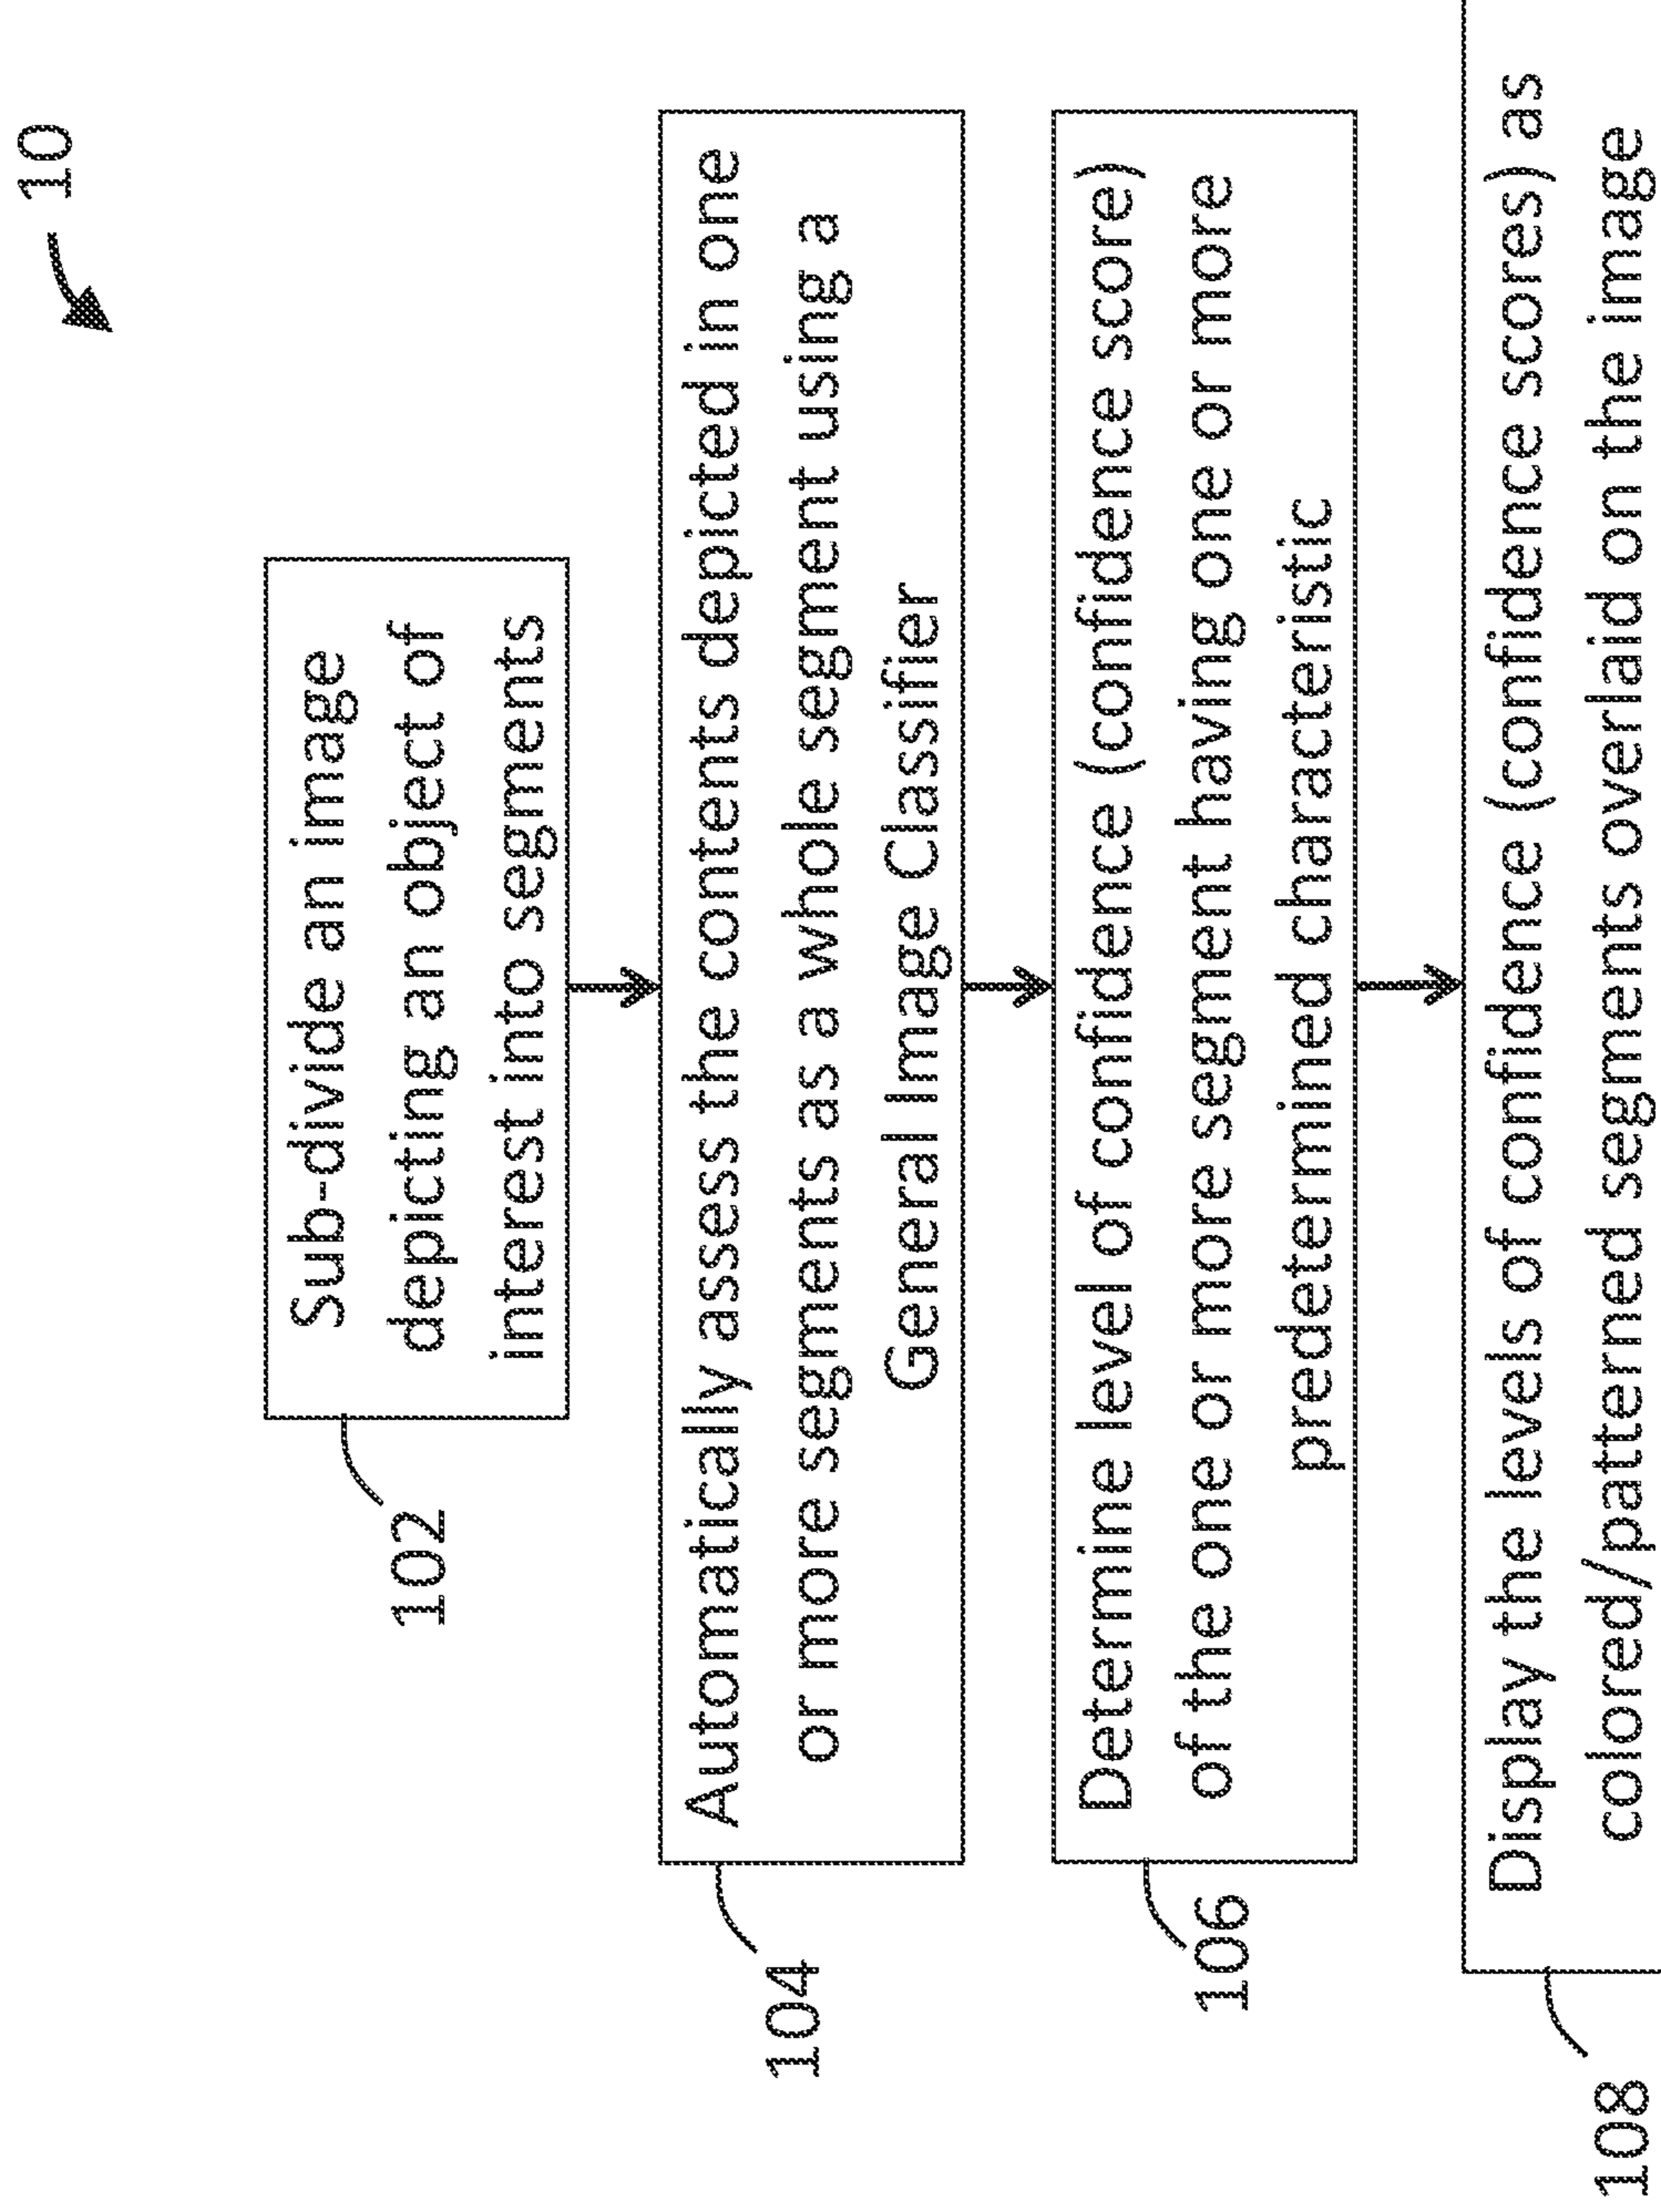 10
Sub-divide an image
depicting an object of
interest into segments
102
Automatically assess the contents depicted in one
or more segments as a whole segment using a
General Image Classifier
104
Determine level of confidence (confidence score)
of the one or more segment having one or more
predetermined characteristic
106
Display the levels of confidence (confidence scores) as
colored/patterned segments overlaid on the image
108